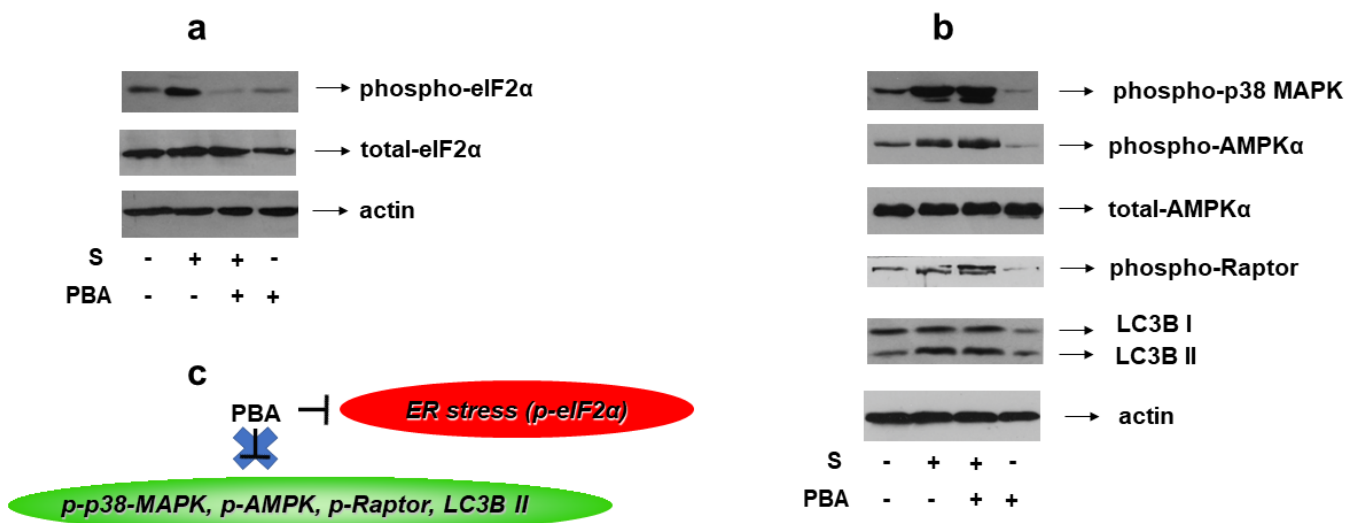 a
phospho-eIF2α
total-eIF2α
actin
S - + + -
PBA - - + +
b
phospho-p38 MAPK
phospho-AMPKα
total-AMPKα
phospho-Raptor
LC3B I
LC3B II
actin
S - + + -
PBA - - + +
c
PBA
ER stress (p-eIF2α)
p-p38-MAPK, p-AMPK, p-Raptor, LC3B II